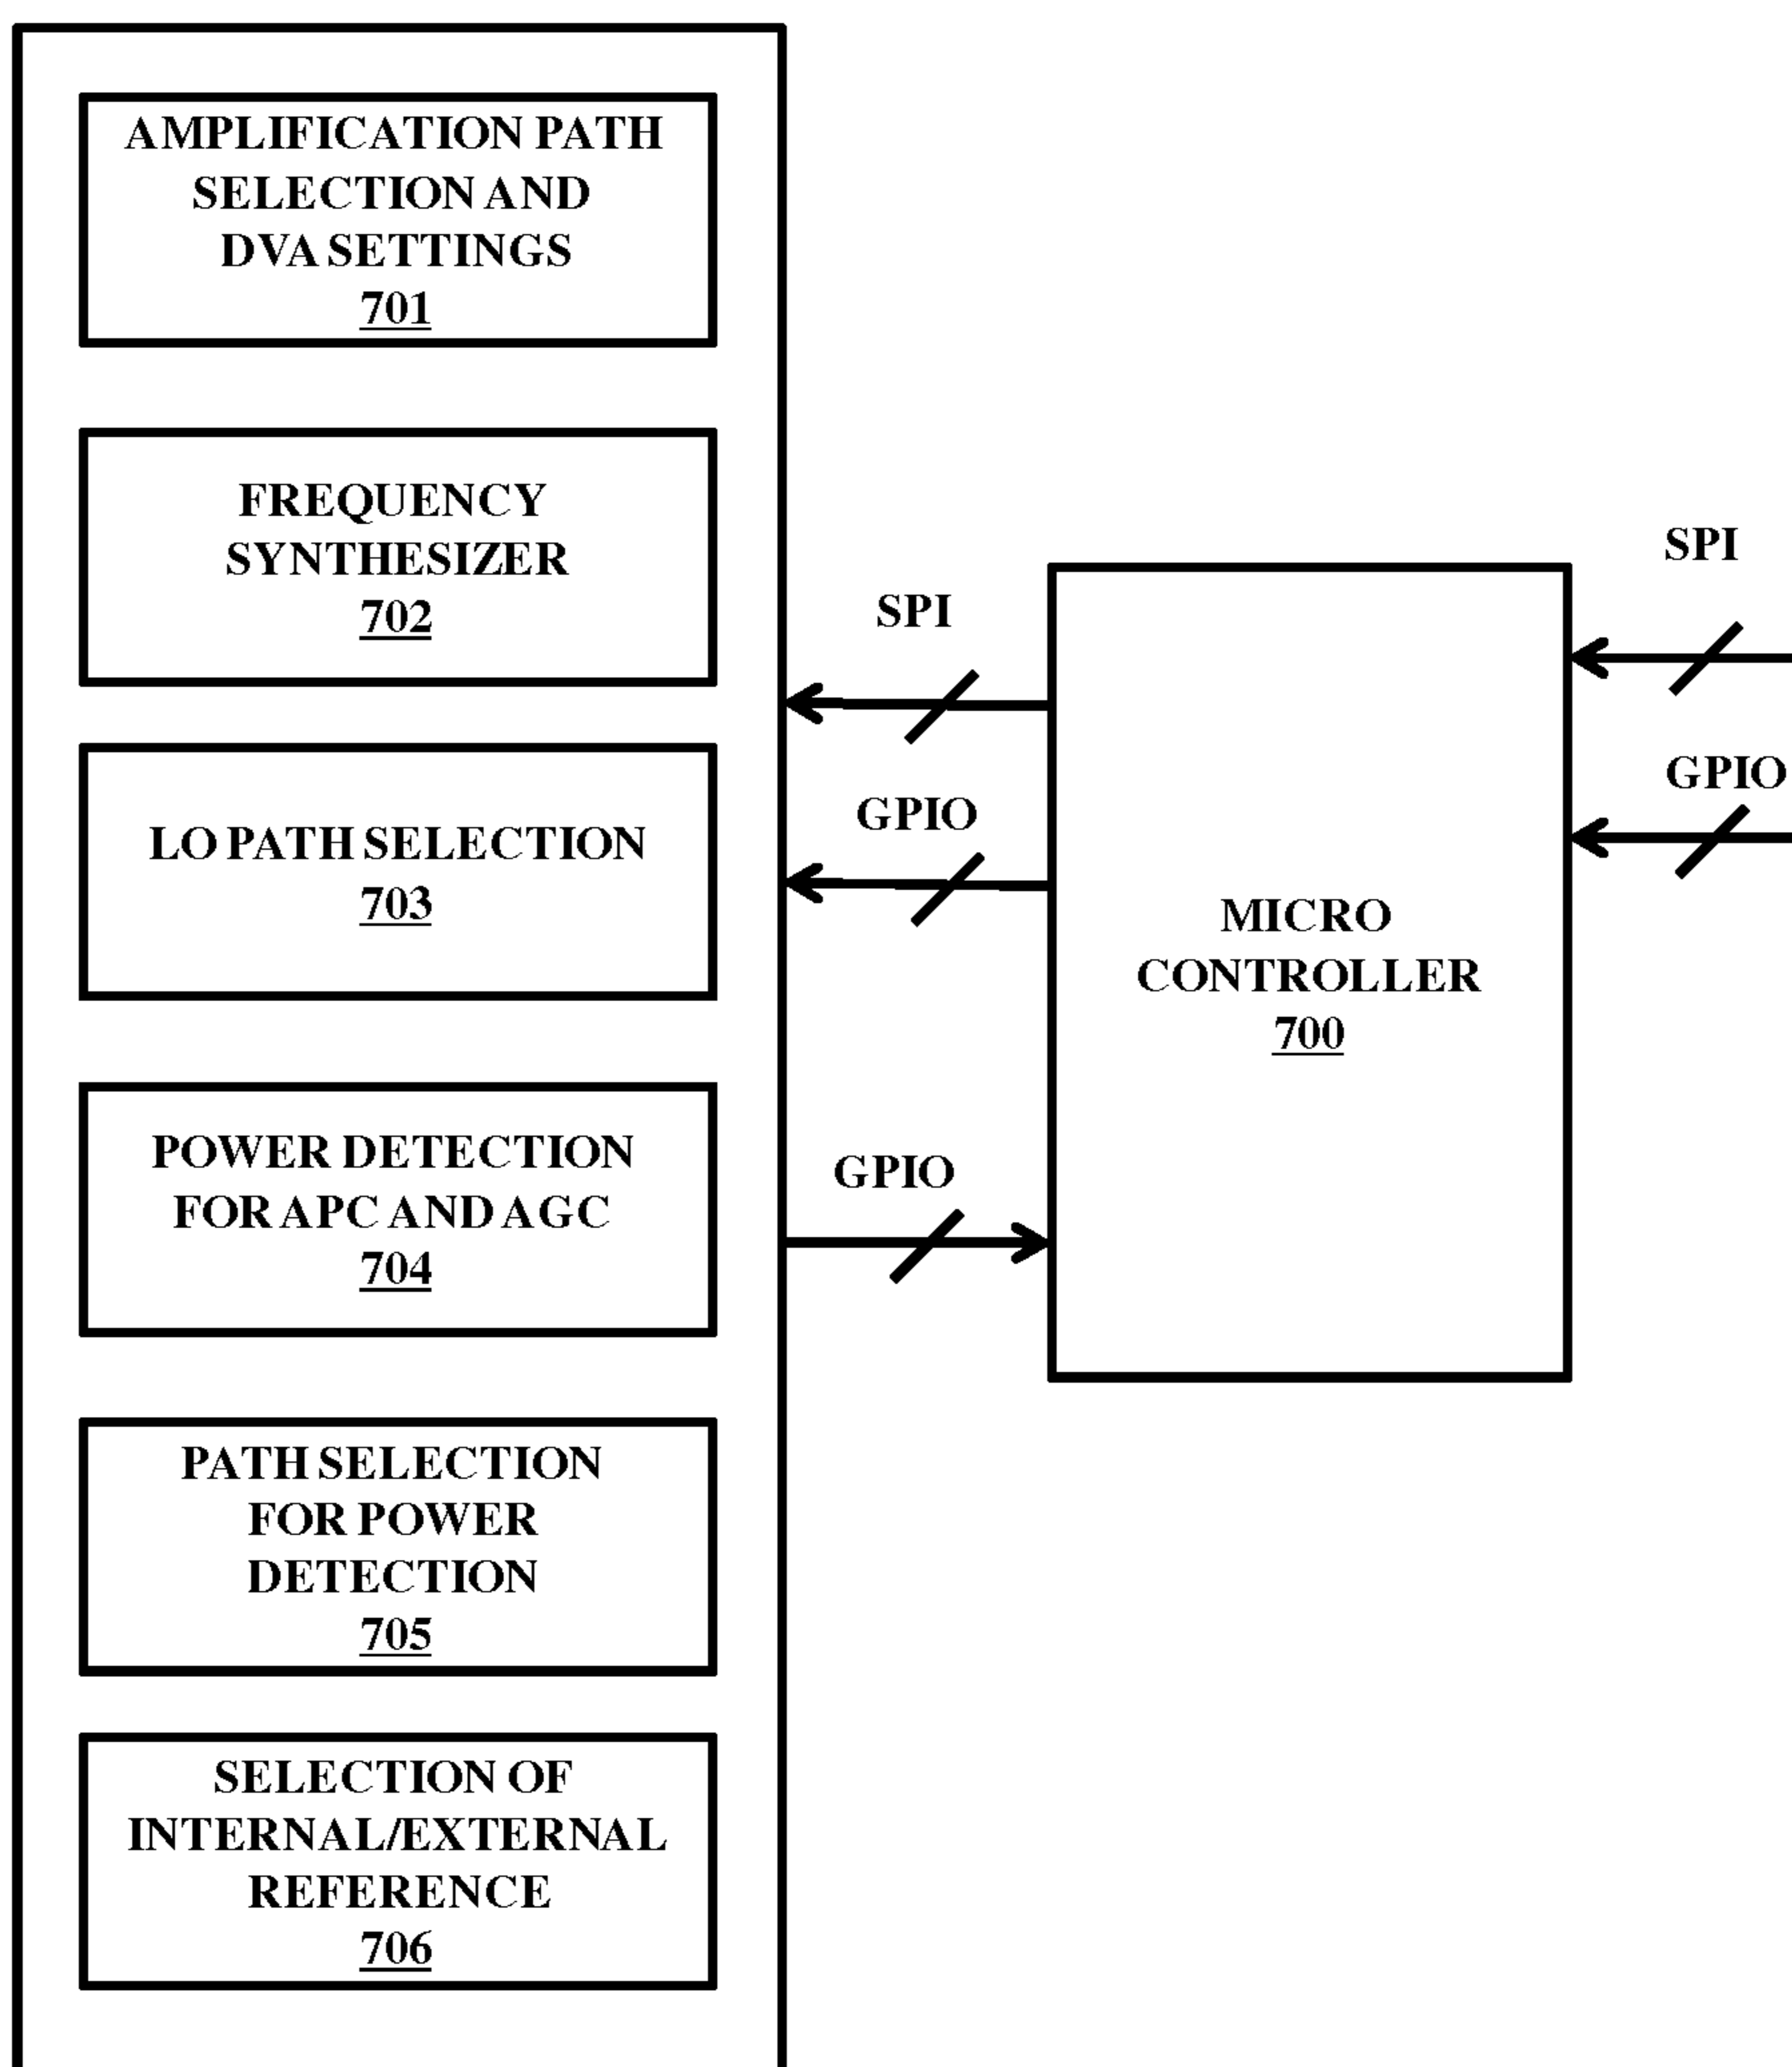 AMPLIFICATION PATH
SELECTION AND
DVA SETTINGS
701
FREQUENCY
SYNTHESIZER
702
LO PATH SELECTION
703
POWER DETECTION
FOR APC AND AGC
704
PATH SELECTION
FOR POWER
DETECTION
705
SELECTION OF
INTERNAL/EXTERNAL
REFERENCE
706
SPI
GPIO
GPIO
MICRO
CONTROLLER
700
SPI
GPIO